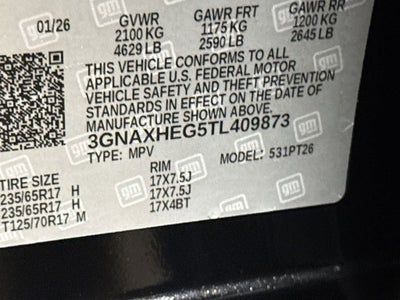 01/26 GVWR GAWR FRT GAWR RR
2100 KG 1175 KG 1200 KG
4629 LB 2590 LB 2645 LB
THIS VEHICLE CONFORMS TO ALL
APPLICABLE U.S. FEDERAL MOTOR
VEHICLE SAFETY AND THEFT PREVENTION
STANDARDS IN EFFECT ON THE DATE OF
MANUFACTURE SHOWN ABOVE.
3GNAXHEG5TL409873
TYPE: MPV MODEL: 531PT26
TIRE SIZE RIM
235/65R17 H 17X7.5J
235/65R17 H 17X7.5J
T125/70R17 M 17X4BT
gm